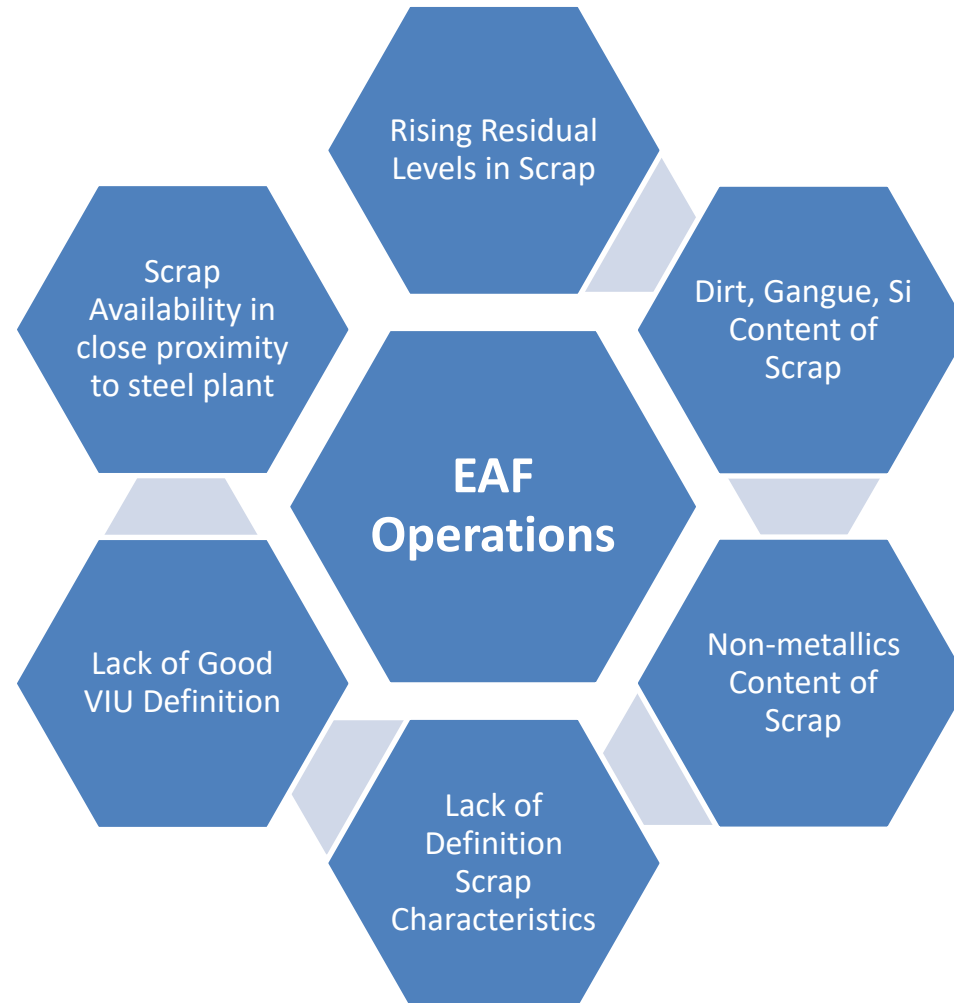 Rising Residual
Levels in Scrap
Scrap
Availability in
close proximity
to steel plant
Dirt, Gangue, Si
Content of
Scrap
EAF
Operations
Lack of Good
VIU Definition
Non-metallics
Content of
Scrap
Lack of
Definition
Scrap
Characteristics